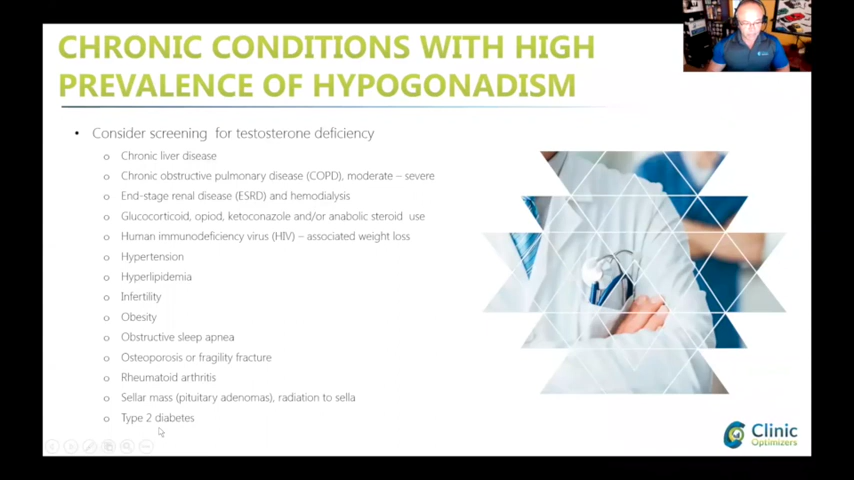 CHRONIC CONDITIONS WITH HIGH
PREVALENCE OF HYPOGONADISM
• Consider screening for testosterone deficiency
o Chronic liver disease
o Chronic obstructive pulmonary disease (COPD), moderate – severe
o End-stage renal disease (ESRD) and hemodialysis
o Glucocorticoid, opiod, ketoconazole and/or anabolic steroid use
o Human immunodeficiency virus (HIV) – associated weight loss
o Hypertension
o Hyperlipidemia
o Infertility
o Obesity
o Obstructive sleep apnea
o Osteoporosis or fragility fracture
o Rheumatoid arthritis
o Sellar mass (pituitary adenomas), radiation to sella
o Type 2 diabetes
Clinic
Optimizers